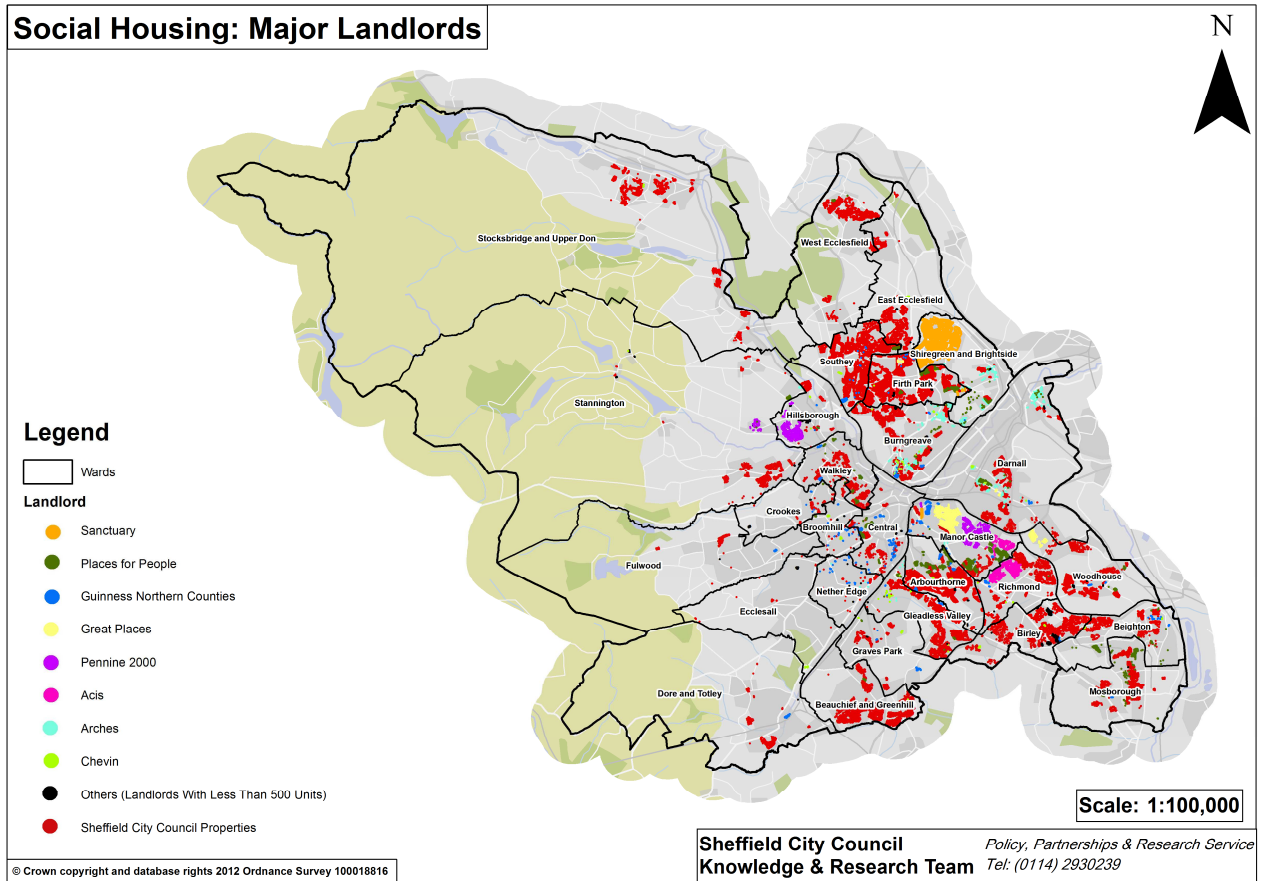 Social Housing: Major Landlords
N
Stocksbridge and Upper Don
West Ecclesfield
East Ecclesfield
Shiregreen and Brightside
Southey
Firth Park
Stannington
Hillsborough
Burngreave
Walkley
Darnall
Crookes
Broomhill
Central
Manor Castle
Fulwood
Arbourthorne
Richmond
Woodhouse
Nether Edge
Ecclesall
Gleadless Valley
Birley
Beighton
Graves Park
Dore and Totley
Mosborough
Beauchief and Greenhill
Legend
Wards
Landlord
Sanctuary
Places for People
Guinness Northern Counties
Great Places
Pennine 2000
Acis
Arches
Chevin
Others (Landlords With Less Than 500 Units)
Sheffield City Council Properties
Scale: 1:100,000
Sheffield City Council
Knowledge & Research Team
Policy, Partnerships & Research Service
Tel: (0114) 2930239
© Crown copyright and database rights 2012 Ordnance Survey 100018816